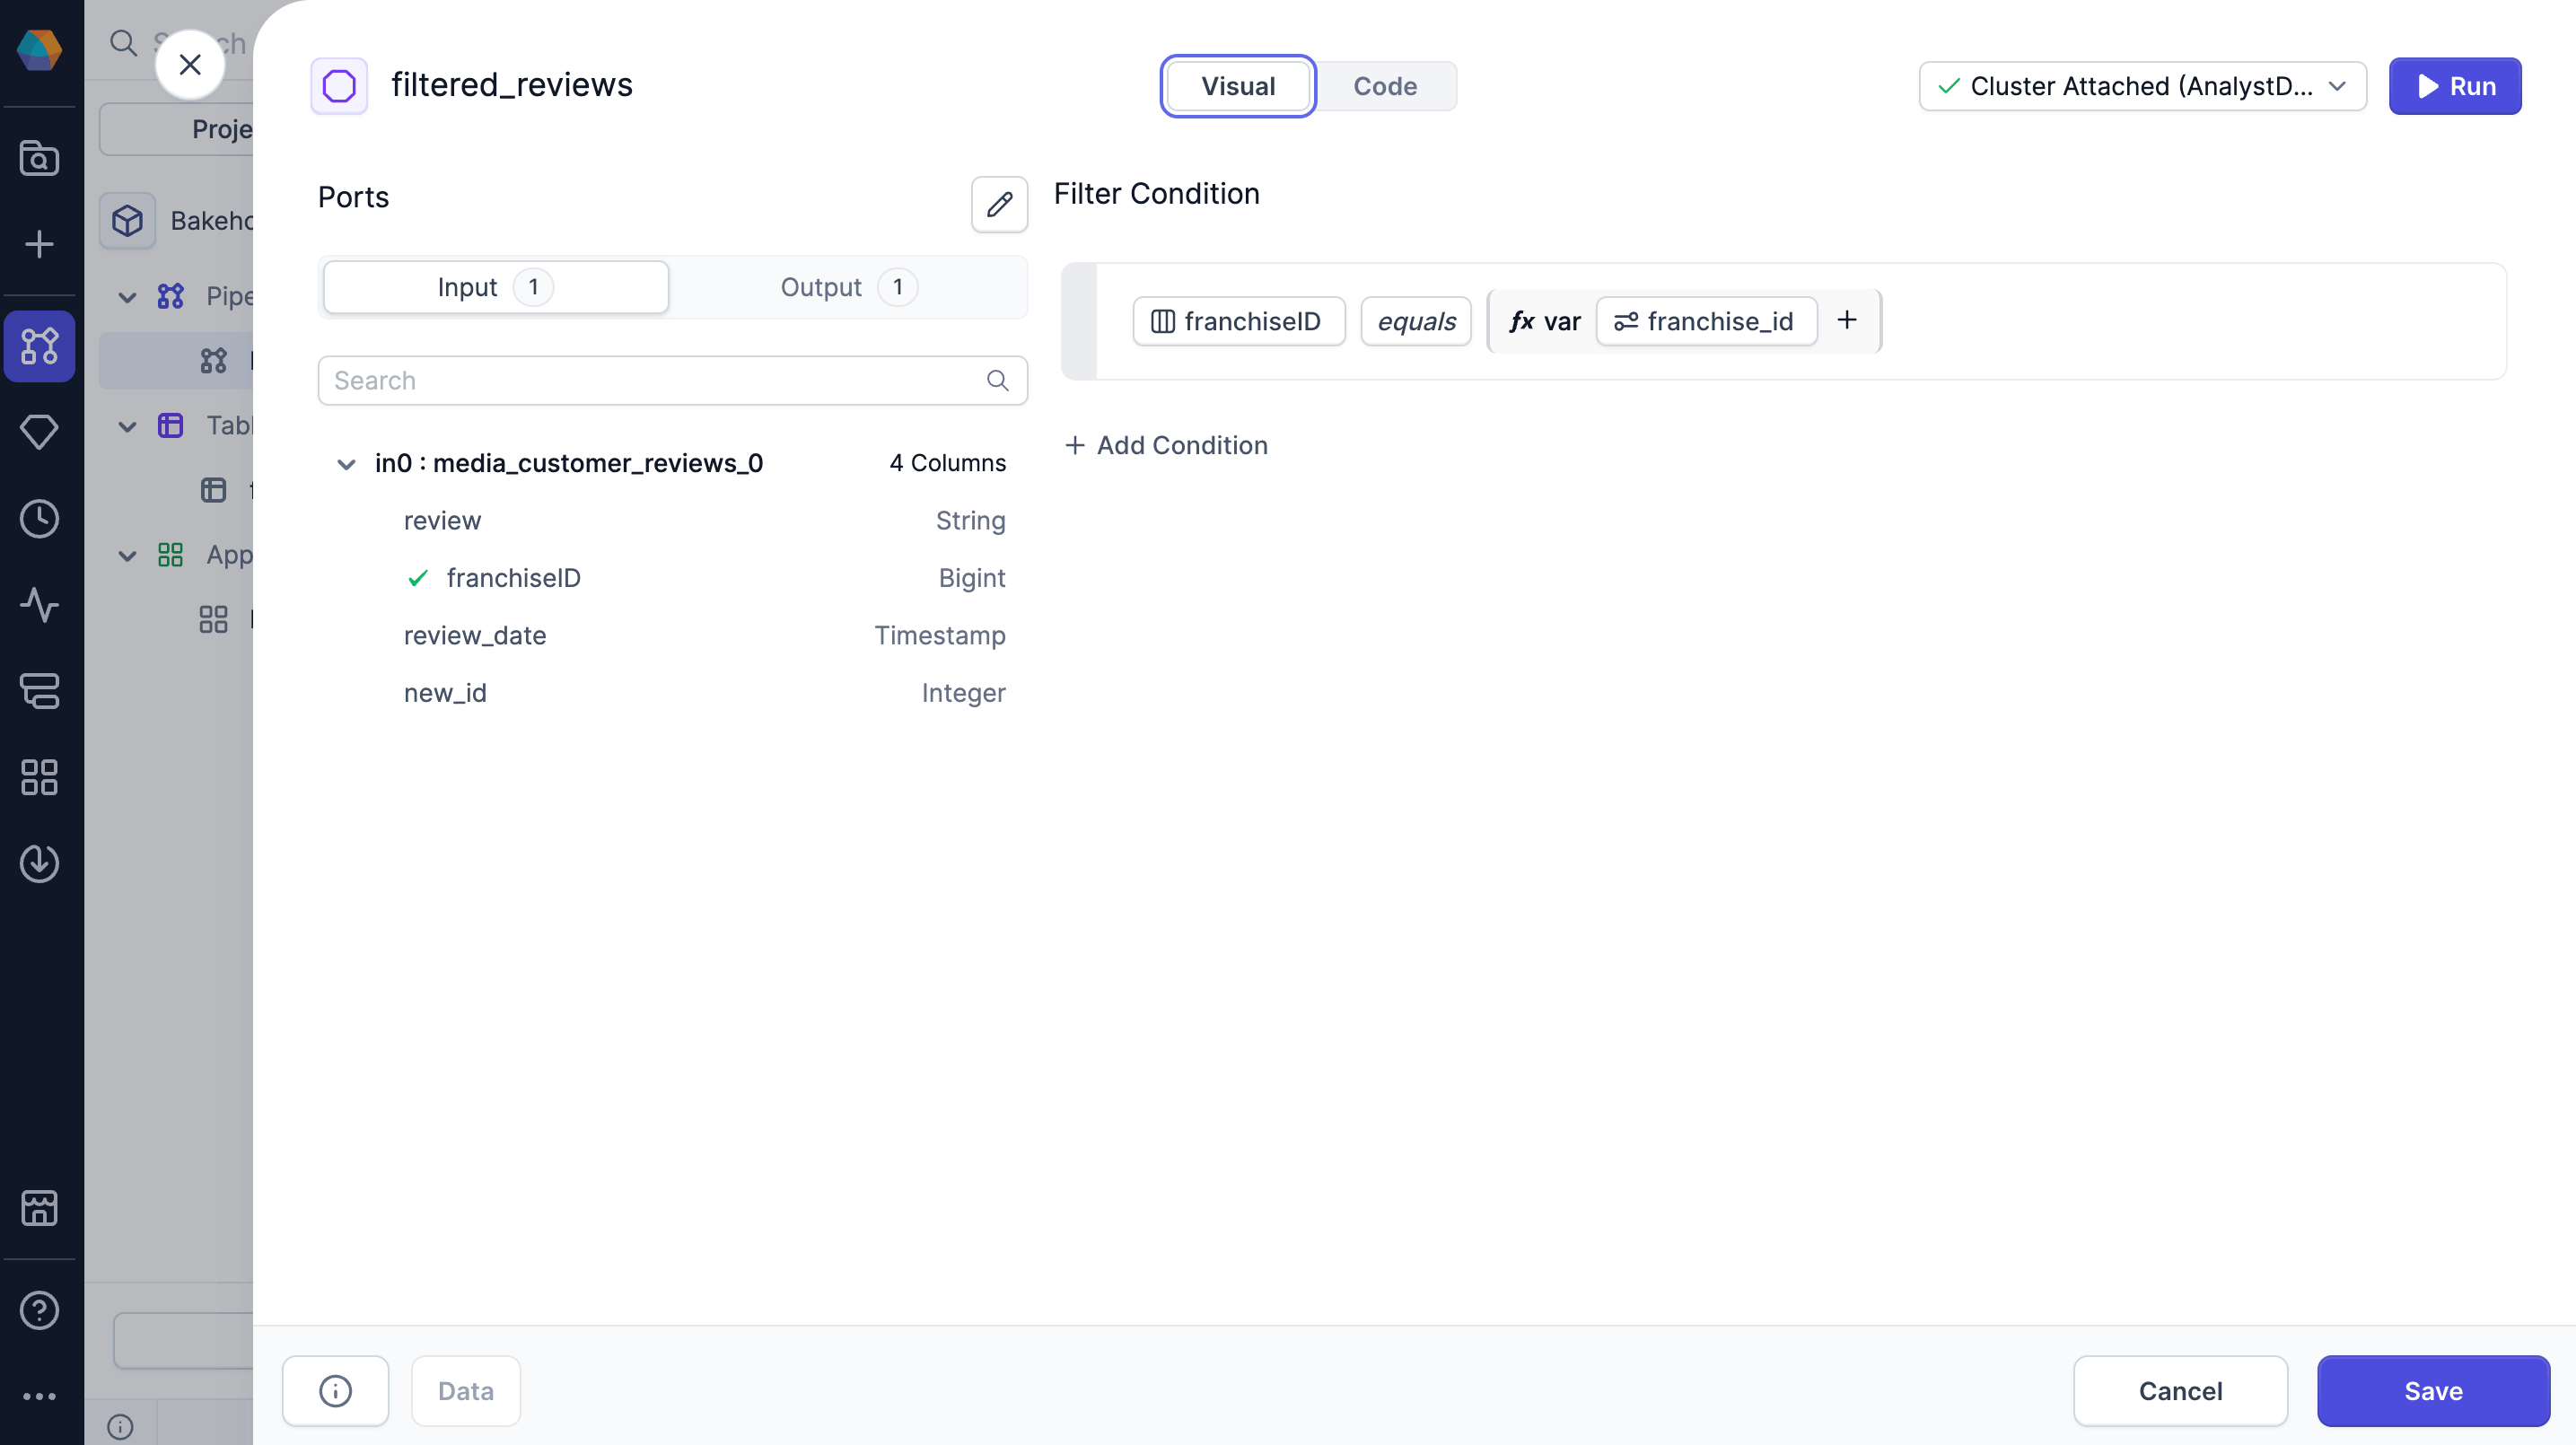 filtered_reviews
Visual
Code
Cluster Attached (AnalystD...
Run
Proje
Bakeho
Pipe
Tabl
App
Ports
Input 1
Output 1
Search
in0 : media_customer_reviews_0
4 Columns
review
String
franchiseID
Bigint
review_date
Timestamp
new_id
Integer
Filter Condition
franchiseID
equals
fx var
franchise_id
+
+ Add Condition
Data
Cancel
Save